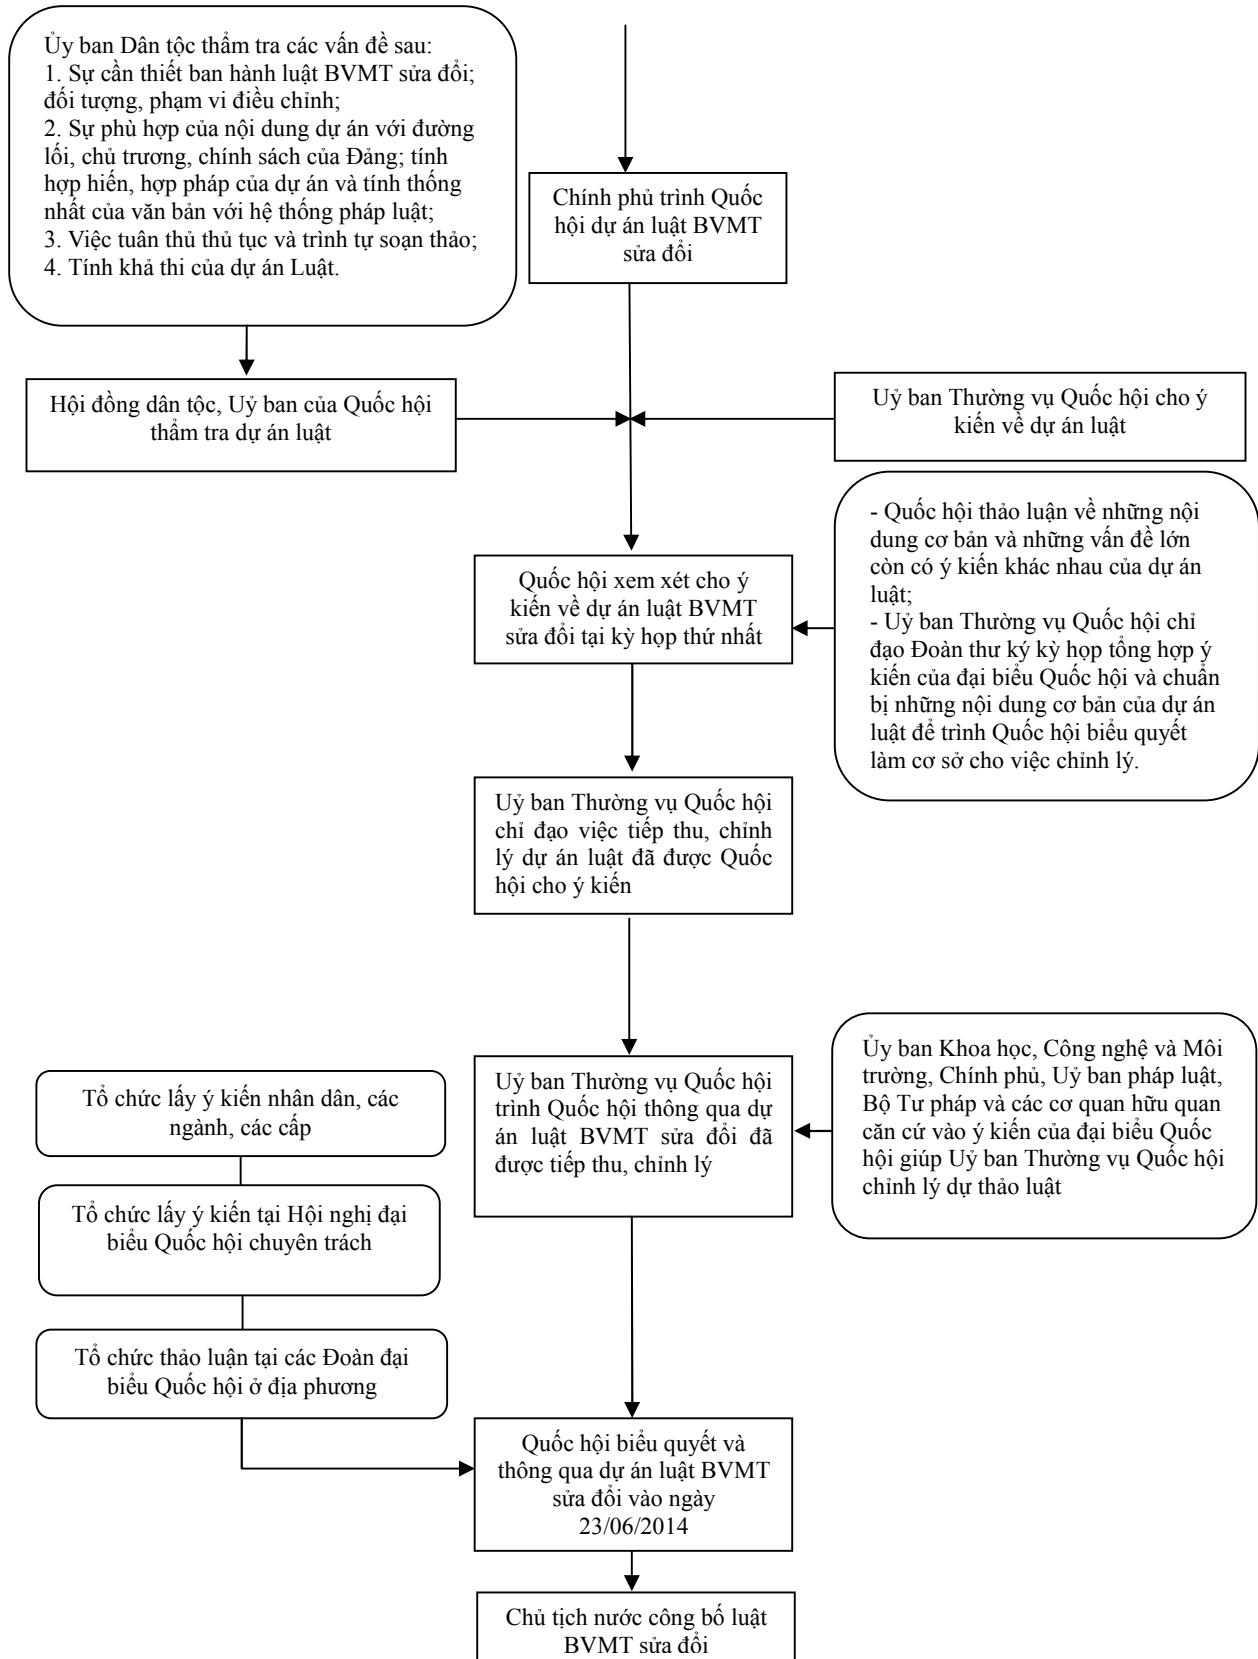 Ủy ban Dân tộc thẩm tra các vấn đề sau:
1. Sự cần thiết ban hành luật BVMT sửa đổi;
đối tượng, phạm vi điều chỉnh;
2. Sự phù hợp của nội dung dự án với đường
lối, chủ trương, chính sách của Đảng; tính
hợp hiến, hợp pháp của dự án và tính thống
nhất của văn bản với hệ thống pháp luật;
3. Việc tuân thủ thủ tục và trình tự soạn thảo;
4. Tính khả thi của dự án Luật.
Chính phủ trình Quốc
hội dự án luật BVMT
sửa đổi
Hội đồng dân tộc, Uỷ ban của Quốc hội
thẩm tra dự án luật
Uỷ ban Thường vụ Quốc hội cho ý
kiến về dự án luật
Quốc hội xem xét cho ý
kiến về dự án luật BVMT
sửa đổi tại kỳ họp thứ nhất
- Quốc hội thảo luận về những nội
dung cơ bản và những vấn đề lớn
còn có ý kiến khác nhau của dự án
luật;
- Uỷ ban Thường vụ Quốc hội chỉ
đạo Đoàn thư ký kỳ họp tổng hợp ý
kiến của đại biểu Quốc hội và chuẩn
bị những nội dung cơ bản của dự án
luật để trình Quốc hội biểu quyết
làm cơ sở cho việc chỉnh lý.
Uỷ ban Thường vụ Quốc hội
chỉ đạo việc tiếp thu, chỉnh
lý dự án luật đã được Quốc
hội cho ý kiến
Uỷ ban Thường vụ Quốc hội
trình Quốc hội thông qua dự
án luật BVMT sửa đổi đã
được tiếp thu, chỉnh lý
Ủy ban Khoa học, Công nghệ và Môi
trường, Chính phủ, Uỷ ban pháp luật,
Bộ Tư pháp và các cơ quan hữu quan
căn cứ vào ý kiến của đại biểu Quốc
hội giúp Uỷ ban Thường vụ Quốc hội
chỉnh lý dự thảo luật
Tổ chức lấy ý kiến nhân dân, các
ngành, các cấp
Tổ chức lấy ý kiến tại Hội nghị đại
biểu Quốc hội chuyên trách
Tổ chức thảo luận tại các Đoàn đại
biểu Quốc hội ở địa phương
Quốc hội biểu quyết và
thông qua dự án luật BVMT
sửa đổi vào ngày
23/06/2014
Chủ tịch nước công bố luật
BVMT sửa đổi